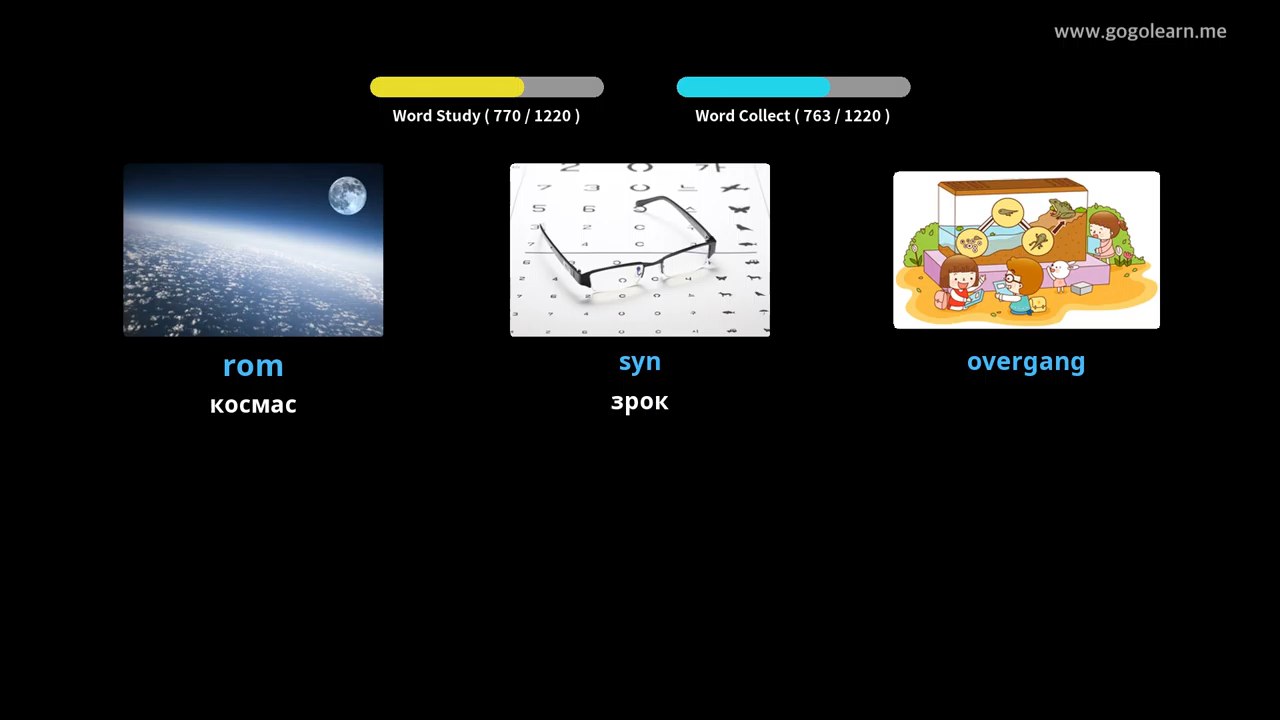 www.gogolearn.me
Word Study ( 770 / 1220 )
Word Collect ( 763 / 1220 )
rom
космас
syn
зрок
overgang